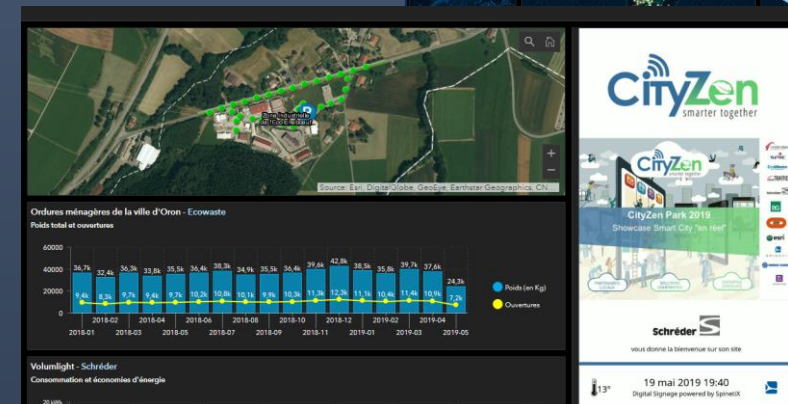 Zone industrielle
Source: Esri, DigitalGlobe, GeoEye, Earthstar Geographics, CN...
Ordures ménagères de la ville d'Oron - Ecowaste
Poids total et ouvertures
60000
40000
20000
0
36,7k 32,4k 36,3k 33,8k 35,5k 36,4k 38,3k 34,9k 35,5k 36,4k 39,6k 42,8k 38,5k 35,8k 39,7k 37,6k 24,3k
9,4k 8,3k 9,7k 9,4k 9,7k 10,2k 10,8k 10,1k 9,9k 10,3k 11,3k 12,3k 11,1k 10,4k 11,4k 10,9k 7,2k
2018-02 2018-04 2018-06 2018-08 2018-10 2018-12 2019-02 2019-04
2018-01 2018-03 2018-05 2018-07 2018-09 2018-11 2019-01 2019-03 2019-05
Poids (en Kg)
Ouvertures
Volumlight - Schréder
Consommation et économies d'énergie
20 kWh
CityZen
smarter together
CityZen
smarter together
CityZen Park 2019
Showcase Smart City "en réel"
esri
Schréder
vous donne la bienvenue sur son site
13°
19 mai 2019 19:40
Digital Signage powered by SpinetiX